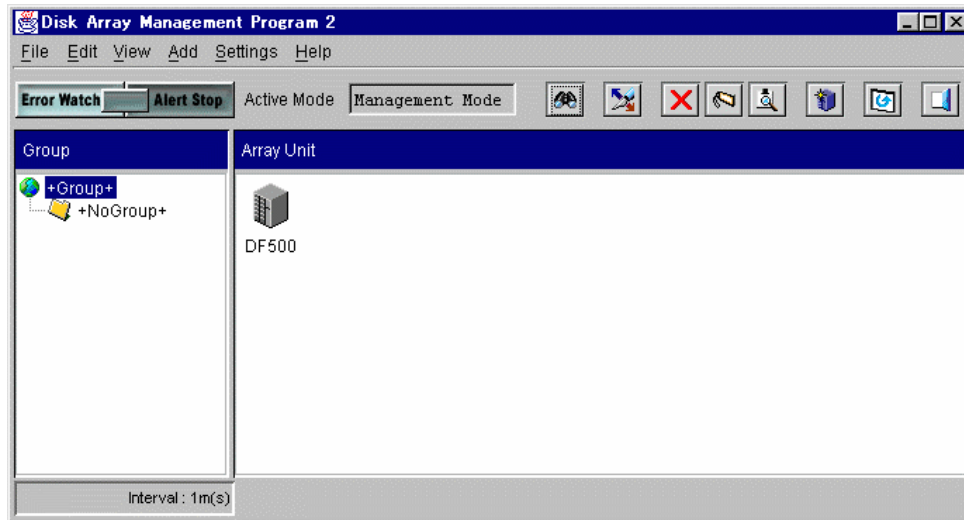 Disk Array Management Program 2
File Edit View Add Settings Help
Error Watch Alert Stop Active Mode Management Mode
Group Array Unit
+Group+
+NoGroup+
DF500
Interval : 1m(s)